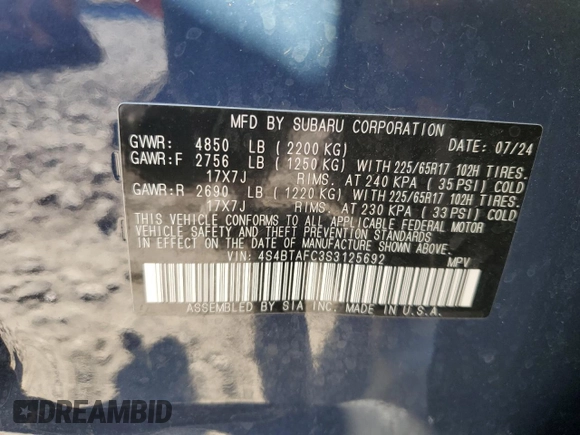 MFD BY SUBARU CORPORATION DATE: 07/24
GVWR: 4850 LB (2200 KG)
GAWR:F 2756 LB (1250 KG) WITH 225/65R17 102H TIRES.
17X7J RIMS, AT 240 KPA (35 PSI) COLD
GAWR:R 2690 LB (1220 KG) WITH 225/65R17 102H TIRES.
17X7J RIMS, AT 230 KPA (33 PSI) COLD
THIS VEHICLE CONFORMS TO ALL APPLICABLE FEDERAL MOTOR
VEHICLE SAFETY AND THEFT PREVENTION STANDARDS IN EFFECT
ON THE DATE OF MANUFACTURE SHOWN ABOVE.
VIN: 4S4BTAFC3S3125692 MPV
ASSEMBLED BY SIA INC. MADE IN U.S.A.
DREAMBID